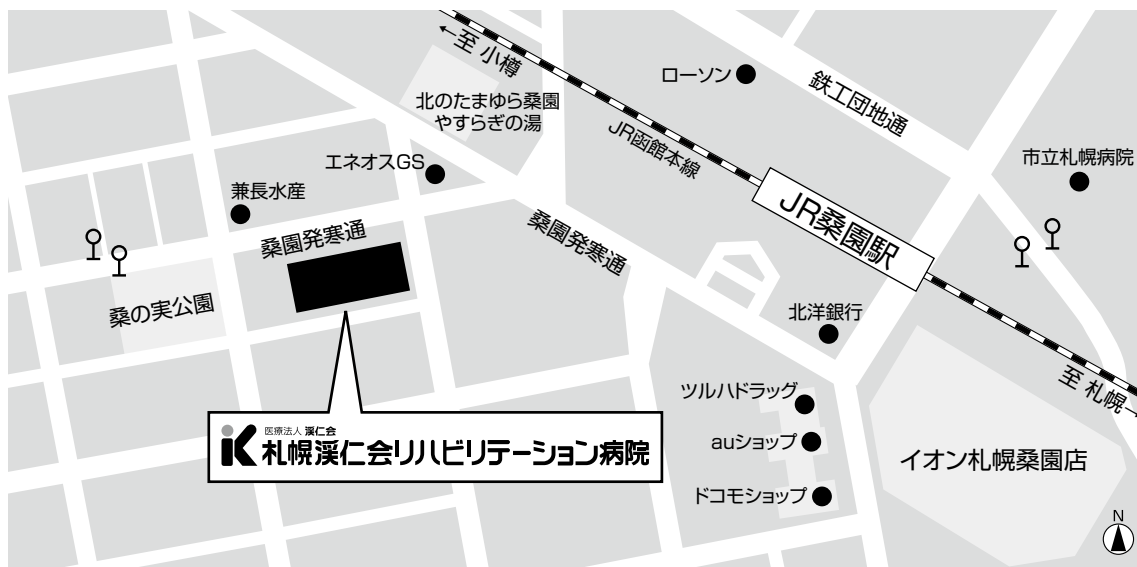 ←至 小樽
ローソン
鉄工団地通
北のたまゆら桑園
やすらぎの湯
JR函館本線
市立札幌病院
エネオスGS
兼長水産
JR桑園駅
桑園発寒通
桑園発寒通
桑の実公園
北洋銀行
至 札幌→
ツルハドラッグ
auショップ
ドコモショップ
イオン札幌桑園店
医療法人 渓仁会
札幌渓仁会リハビリテーション病院
N